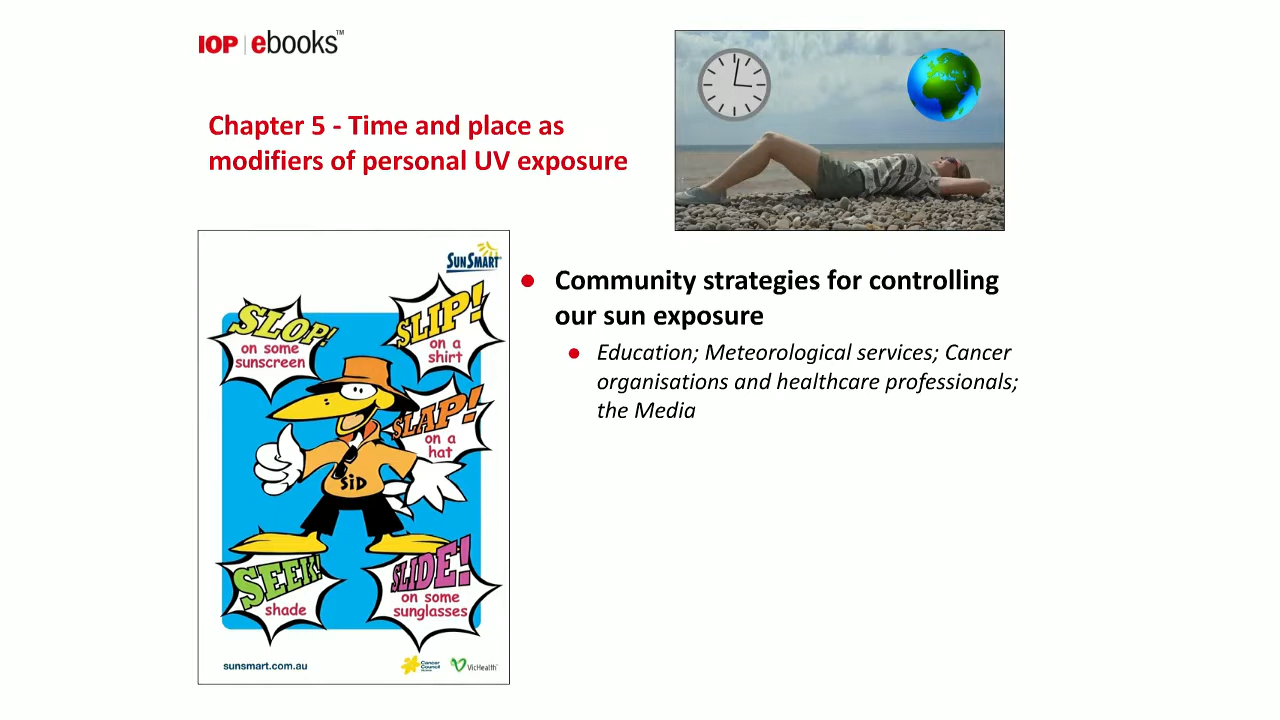 IOP | ebooks™
Chapter 5 - Time and place as
modifiers of personal UV exposure
SUNSMART
SLOP!
on some
sunscreen
SLIP!
on a
shirt
SLAP!
on a
hat
SiD
SEEK!
shade
SLIDE!
on some
sunglasses
sunsmart.com.au
Cancer
Council
VicHealth
● Community strategies for controlling
our sun exposure
● Education; Meteorological services; Cancer
organisations and healthcare professionals;
the Media